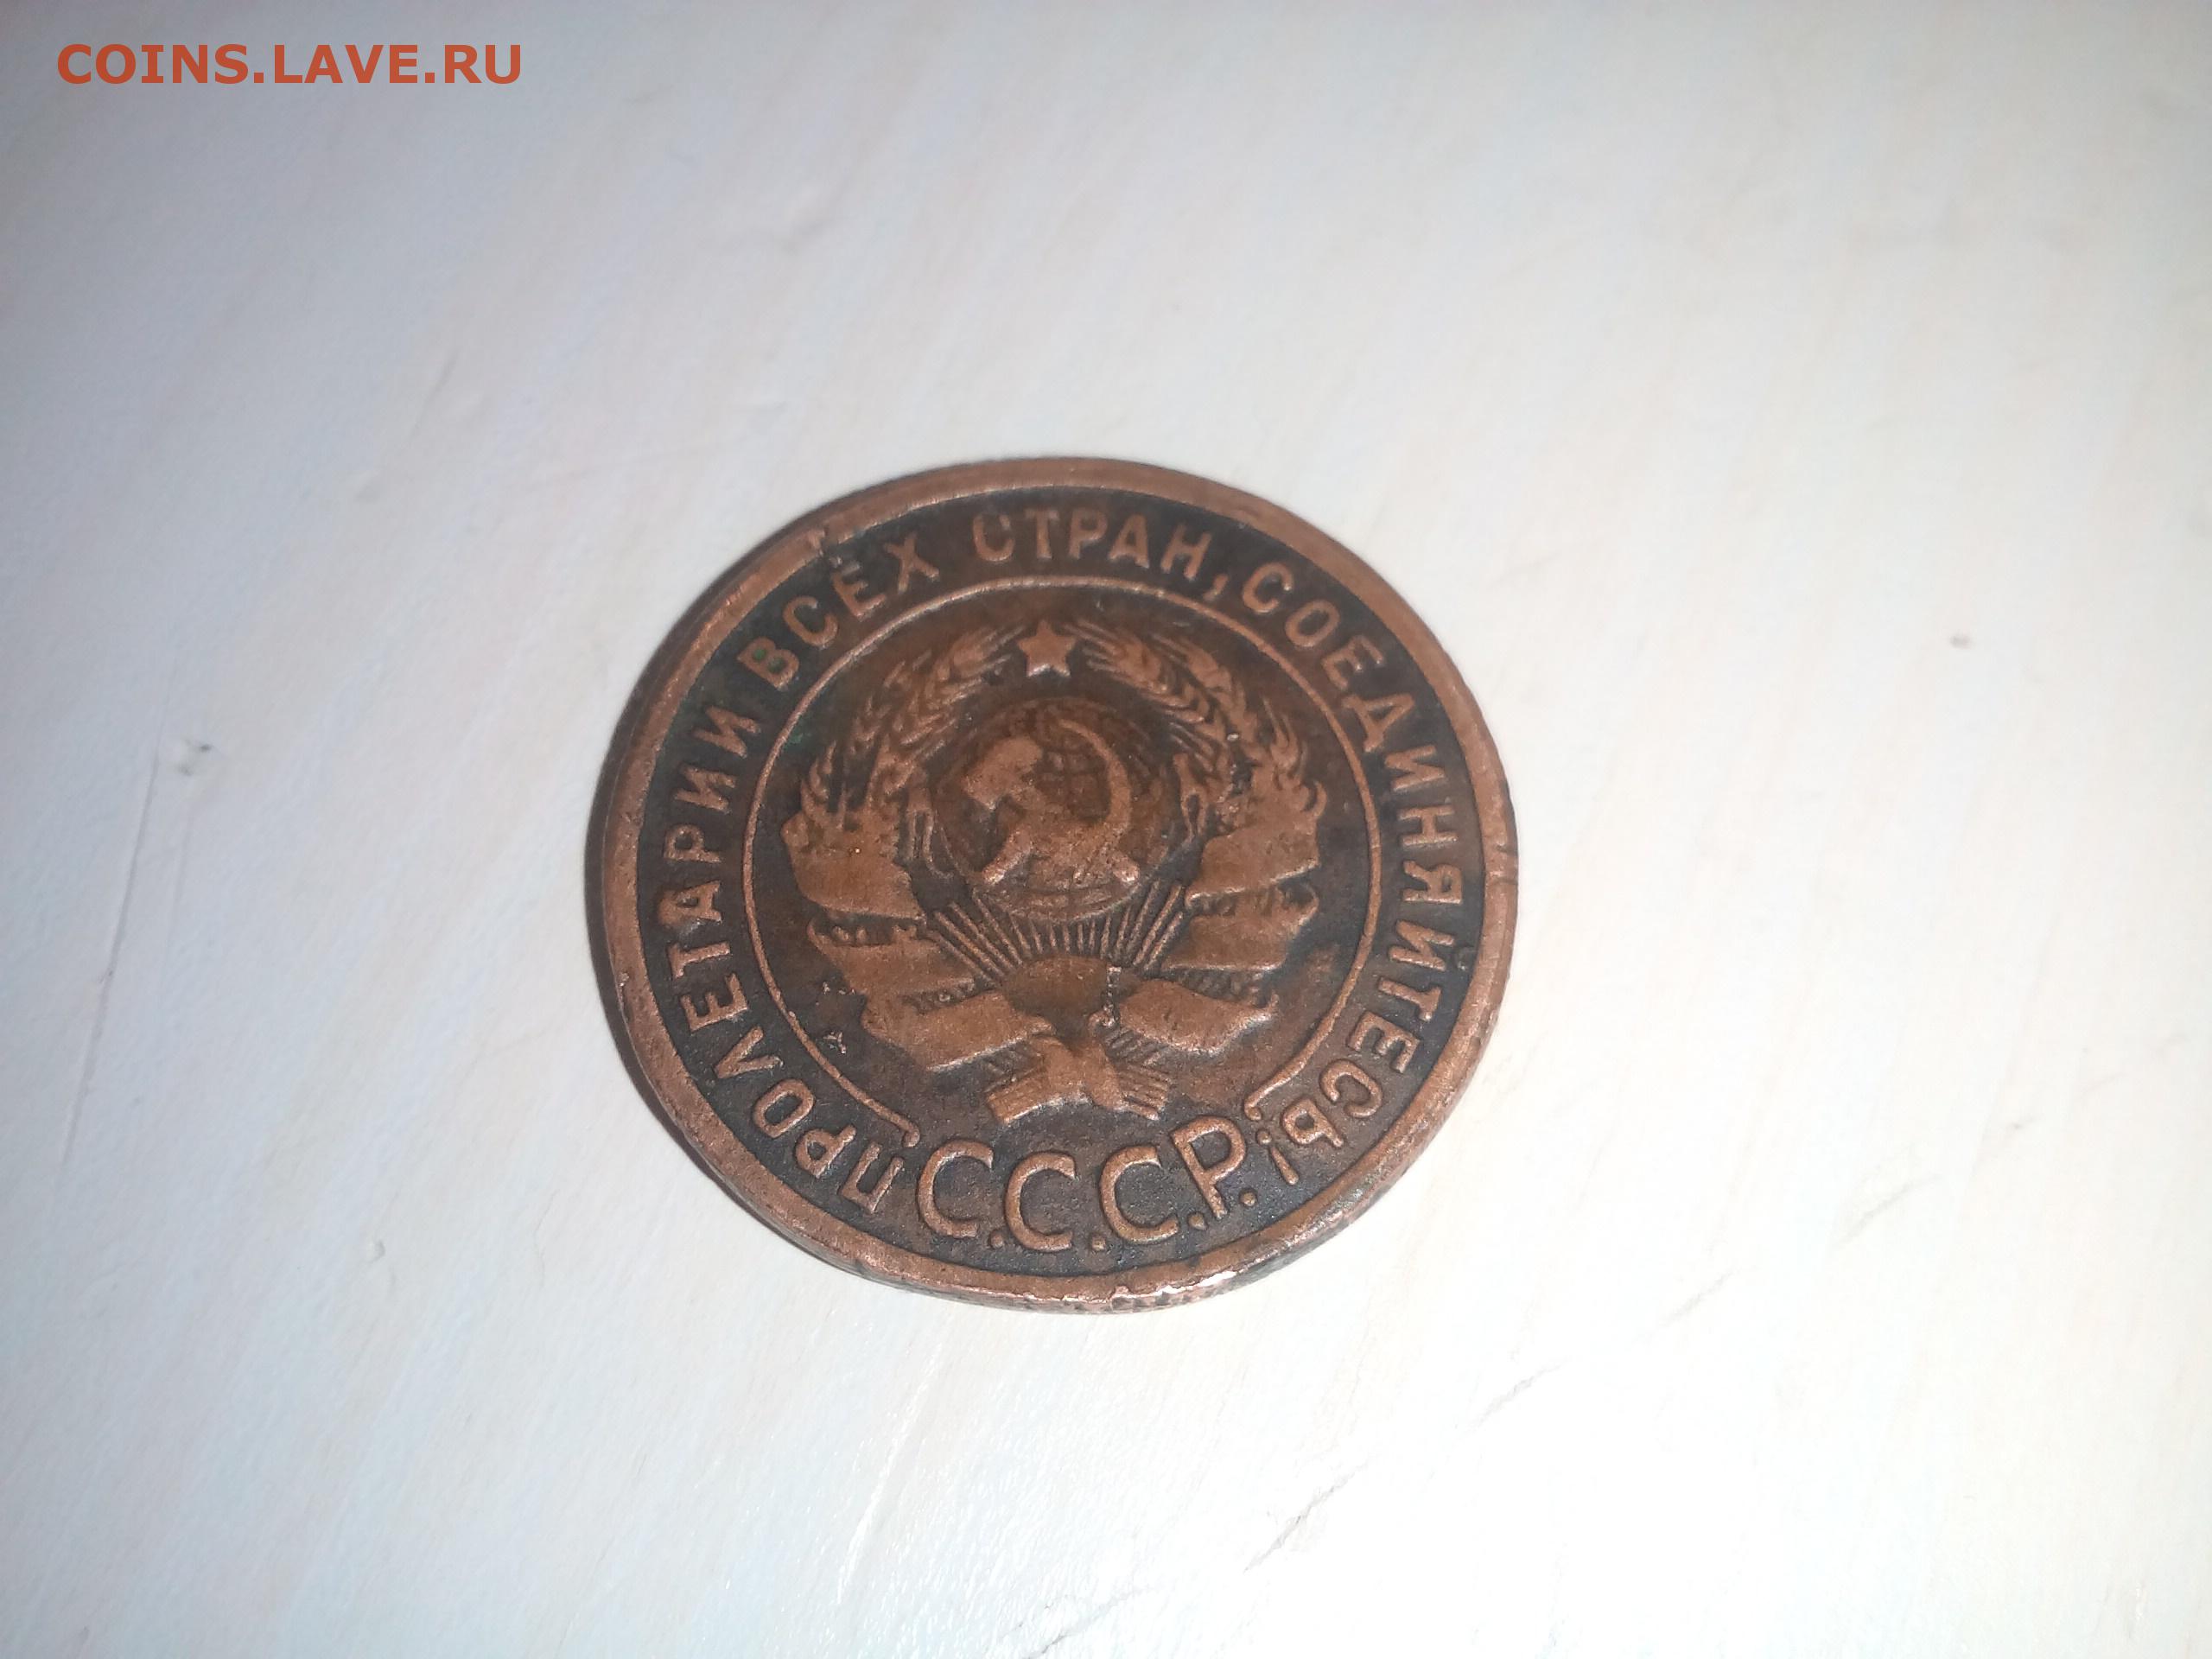 COINS.LAVE.RU
ПРОЛЕТАРИИ ВСЕХ СТРАН, СОЕДИНЯЙТЕСЬ!
С.С.С.Р.